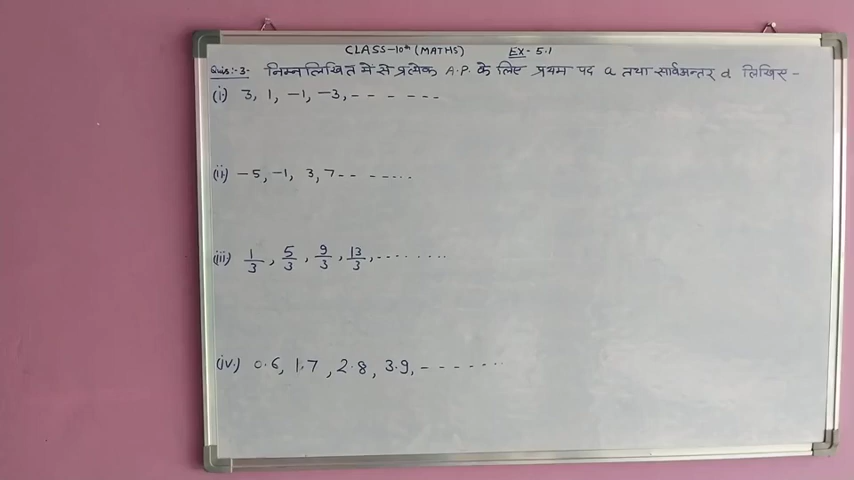 CLASS-10th (MATHS) EX-5.1
Quis:-3- निम्नलिखित में से प्रत्येक A.P. के लिए प्रथम पद a तथा सार्वअन्तर d लिखिए -
(i) 3, 1, -1, -3, - - - - - - -
(ii) -5, -1, 3, 7 - - - - - - -
(iii) 1/3, 5/3, 9/3, 13/3, - - - - - - - -
(iv.) 0.6, 1.7, 2.8, 3.9, - - - - - - -